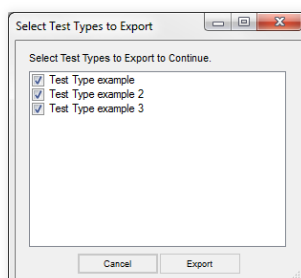 Select Test Types to Export
Select Test Types to Export to Continue.
Test Type example
Test Type example 2
Test Type example 3
Cancel Export